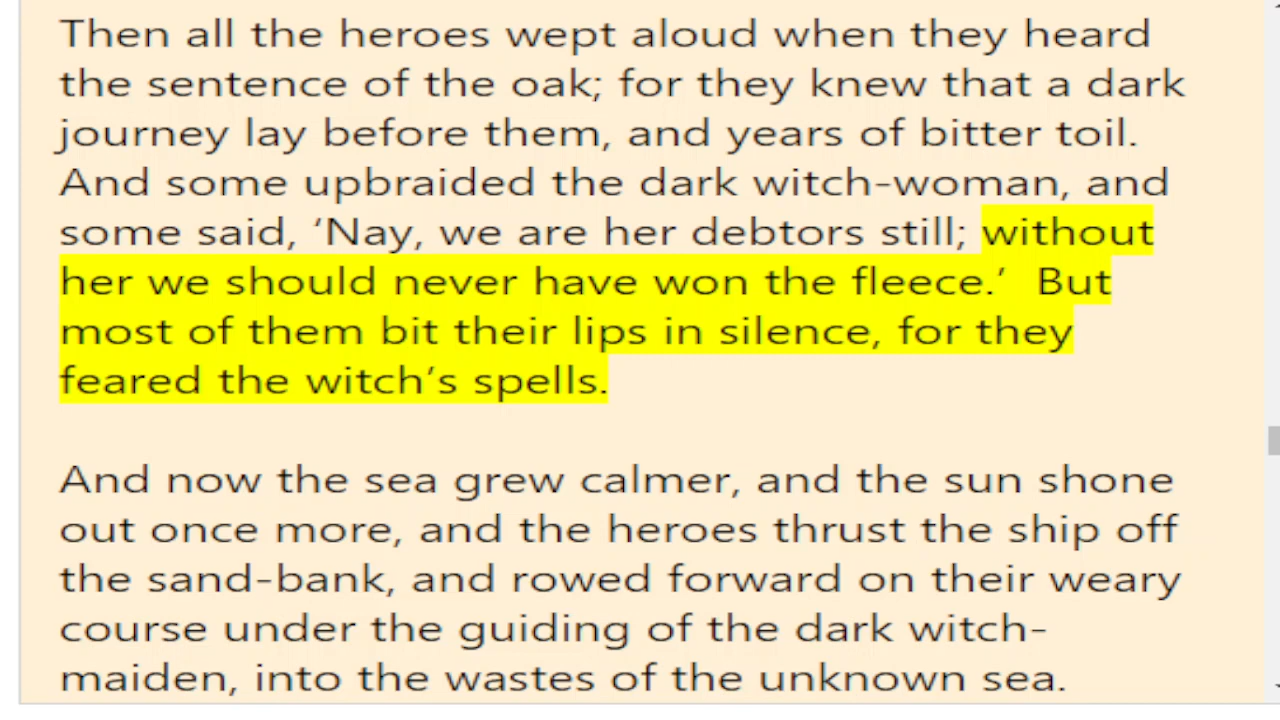 Then all the heroes wept aloud when they heard
the sentence of the oak; for they knew that a dark
journey lay before them, and years of bitter toil.
And some upbraided the dark witch-woman, and
some said, ‘Nay, we are her debtors still; without
her we should never have won the fleece.’  But
most of them bit their lips in silence, for they
feared the witch’s spells.
And now the sea grew calmer, and the sun shone
out once more, and the heroes thrust the ship off
the sand-bank, and rowed forward on their weary
course under the guiding of the dark witch-
maiden, into the wastes of the unknown sea.